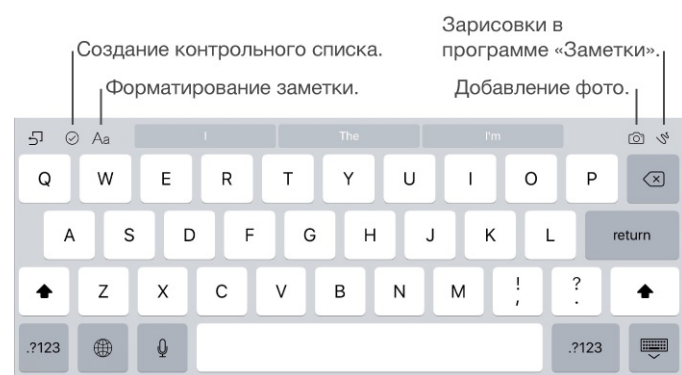 Зарисовки в
программе «Заметки».
Создание контрольного списка.
Форматирование заметки.
Добавление фото.
Aa
I
The
I'm
Q W E R T Y U I O P
A S D F G H J K L return
Z X C V B N M ! , ? .
.?123 .?123